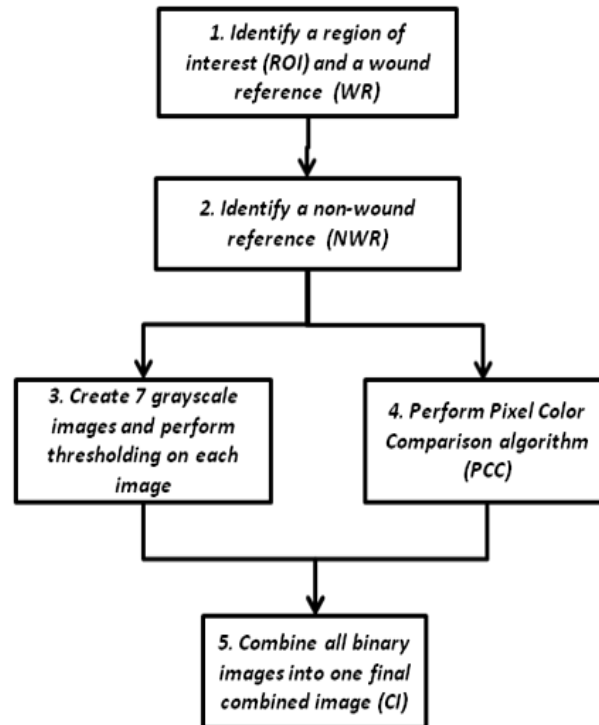 1. Identify a region of
interest (ROI) and a wound
reference (WR)
2. Identify a non-wound
reference (NWR)
3. Create 7 grayscale
images and perform
thresholding on each
image
4. Perform Pixel Color
Comparison algorithm
(PCC)
5. Combine all binary
images into one final
combined image (CI)